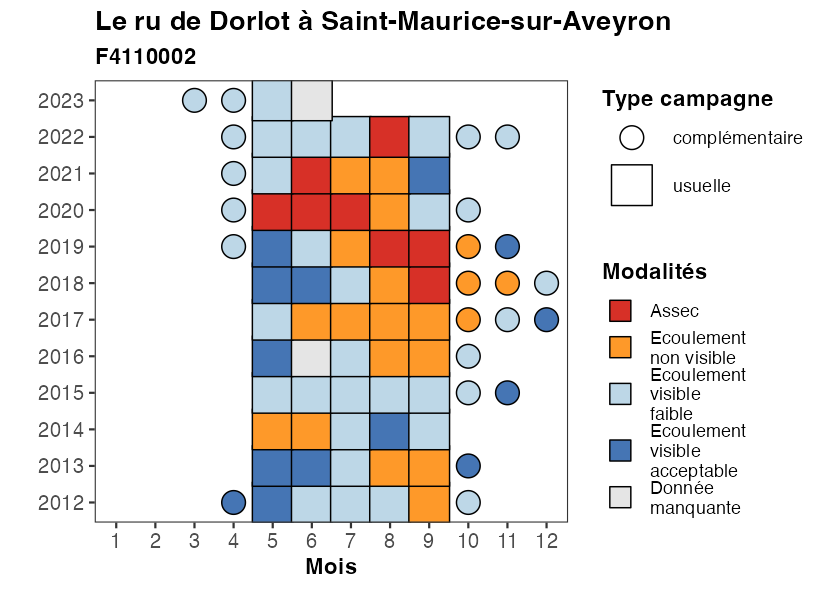 Le ru de Dorlot à Saint-Maurice-sur-Aveyron
F4110002
2023
2022
2021
2020
2019
2018
2017
2016
2015
2014
2013
2012
1 2 3 4 5 6 7 8 9 10 11 12
Mois
Type campagne
complémentaire
usuelle
Modalités
Assec
Ecoulement
non visible
Ecoulement
visible
faible
Ecoulement
visible
acceptable
Donnée
manquante